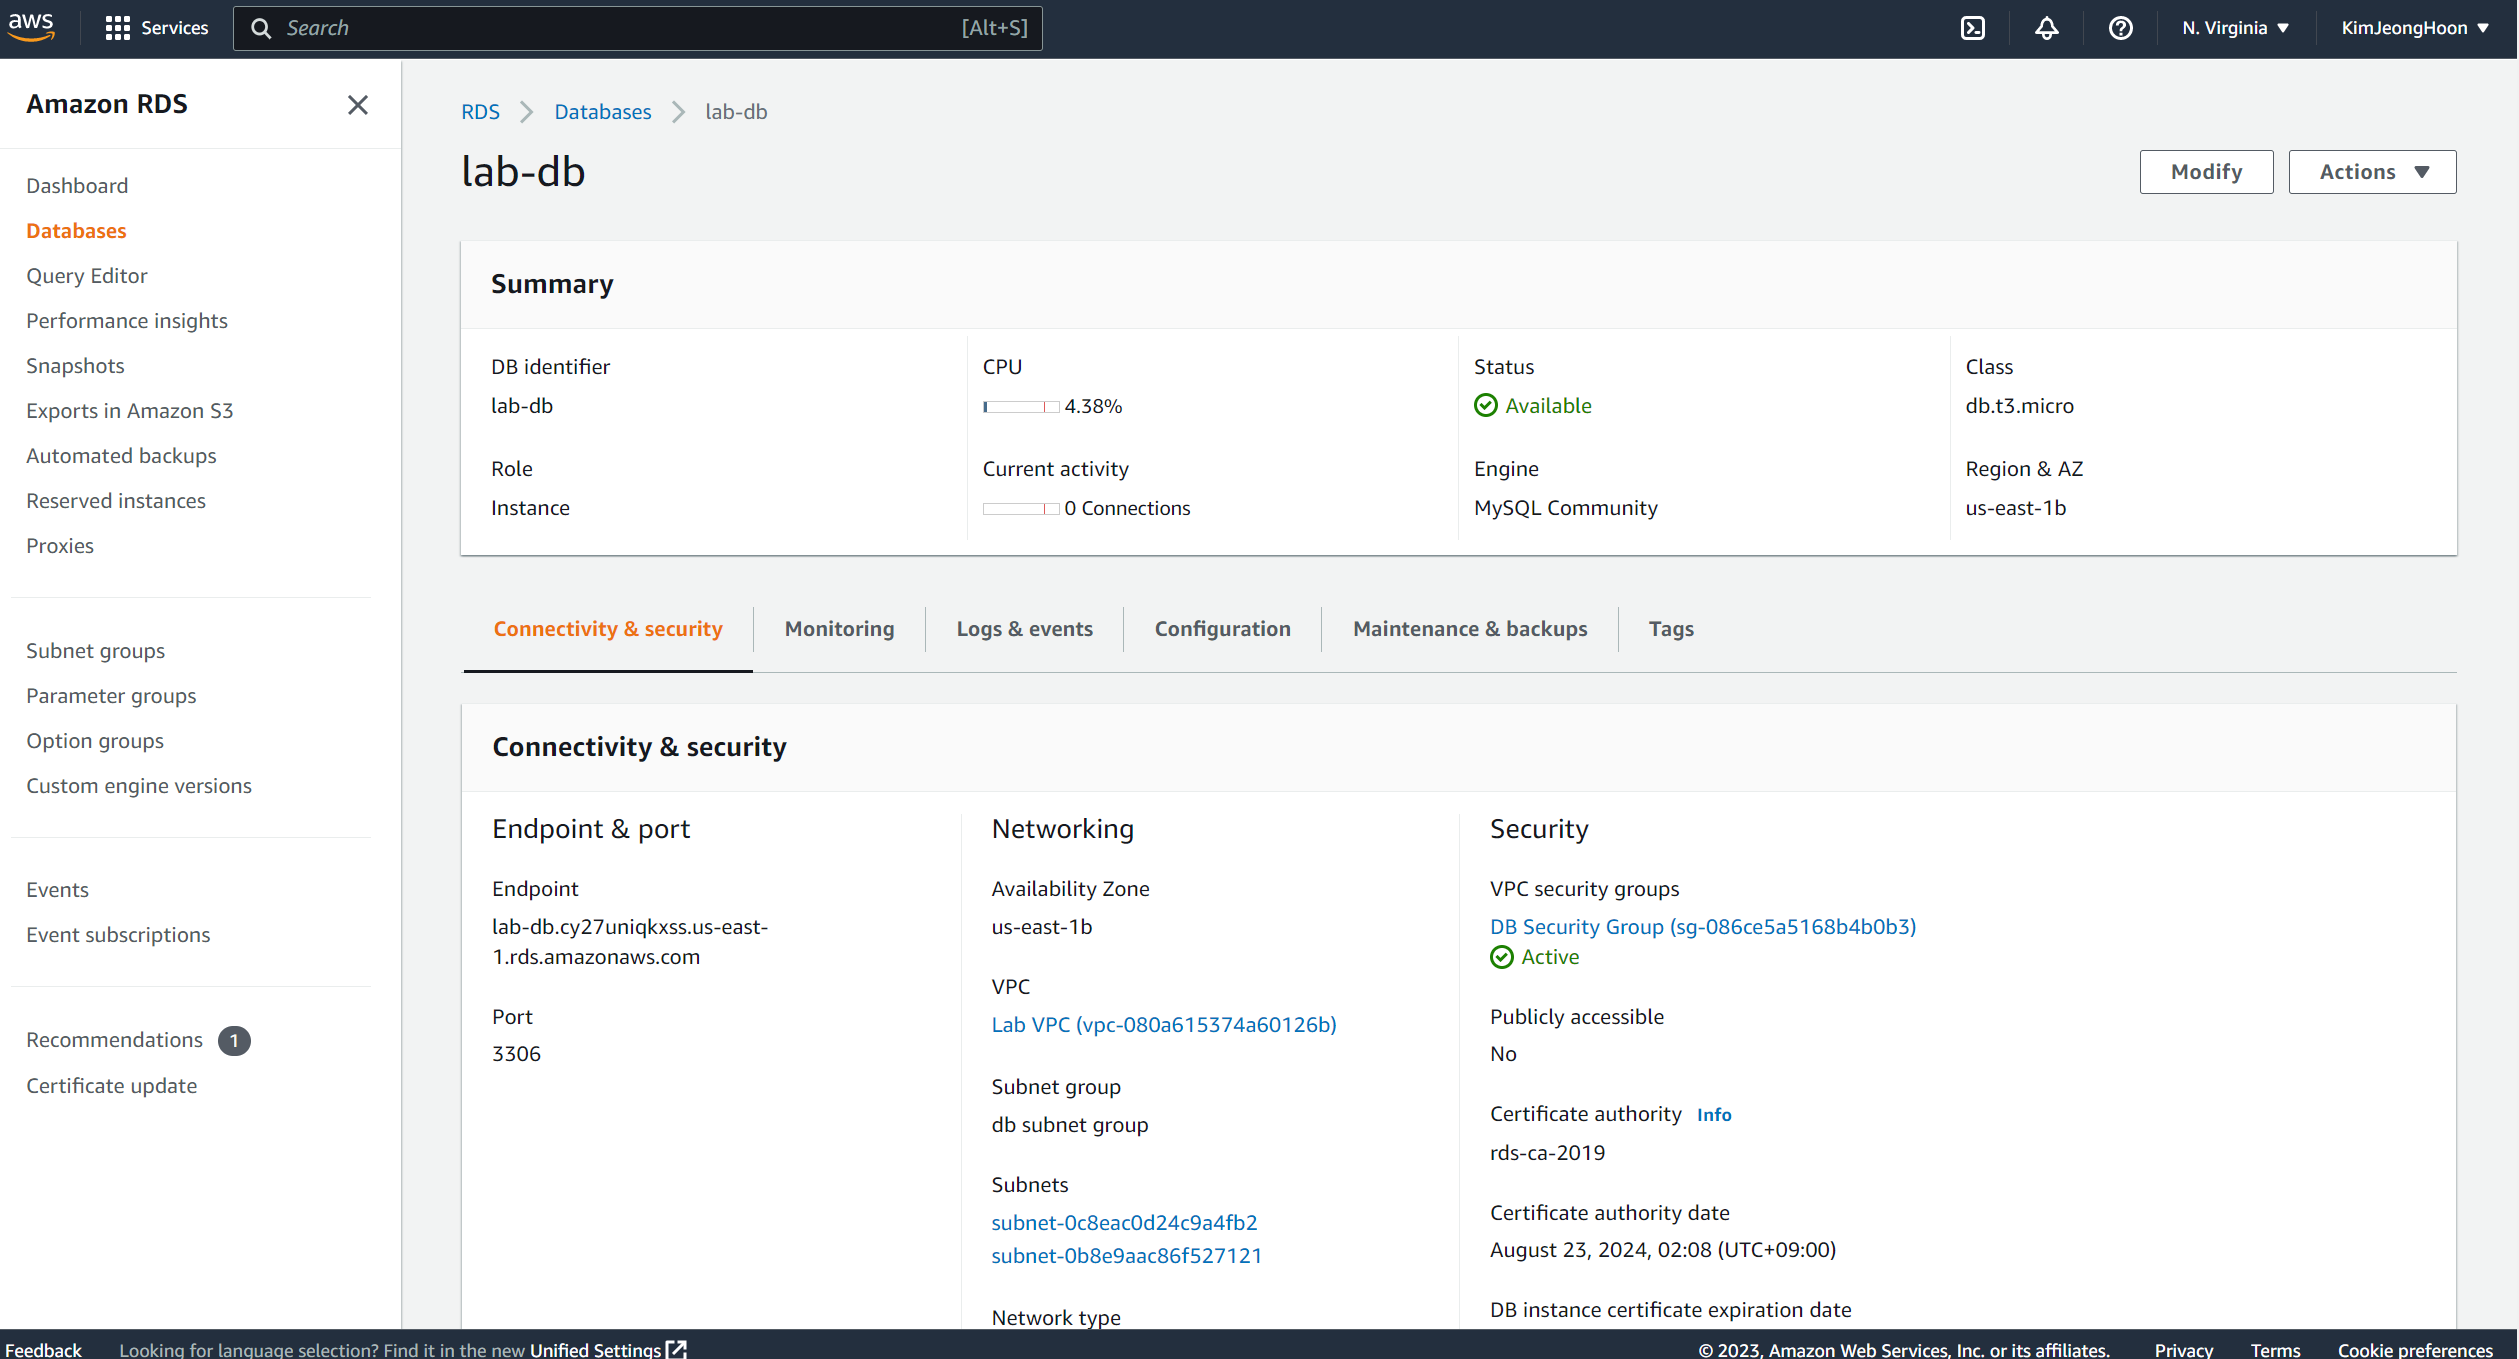 aws
Services
Search
[Alt+S]
N. Virginia
KimJeongHoon
Amazon RDS
Dashboard
Databases
Query Editor
Performance insights
Snapshots
Exports in Amazon S3
Automated backups
Reserved instances
Proxies
Subnet groups
Parameter groups
Option groups
Custom engine versions
Events
Event subscriptions
Recommendations 1
Certificate update
RDS > Databases > lab-db
lab-db
Modify
Actions
Summary
DB identifier
lab-db
CPU
4.38%
Status
Available
Class
db.t3.micro
Role
Instance
Current activity
0 Connections
Engine
MySQL Community
Region & AZ
us-east-1b
Connectivity & security
Monitoring
Logs & events
Configuration
Maintenance & backups
Tags
Connectivity & security
Endpoint & port
Endpoint
lab-db.cy27uniqkxss.us-east-
1.rds.amazonaws.com
Port
3306
Networking
Availability Zone
us-east-1b
VPC
Lab VPC (vpc-080a615374a60126b)
Subnet group
db subnet group
Subnets
subnet-0c8eac0d24c9a4fb2
subnet-0b8e9aac86f527121
Network type
Security
VPC security groups
DB Security Group (sg-086ce5a5168b4b0b3)
Active
Publicly accessible
No
Certificate authority Info
rds-ca-2019
Certificate authority date
August 23, 2024, 02:08 (UTC+09:00)
DB instance certificate expiration date
Feedback
Looking for language selection? Find it in the new Unified Settings
© 2023, Amazon Web Services, Inc. or its affiliates.
Privacy
Terms
Cookie preferences